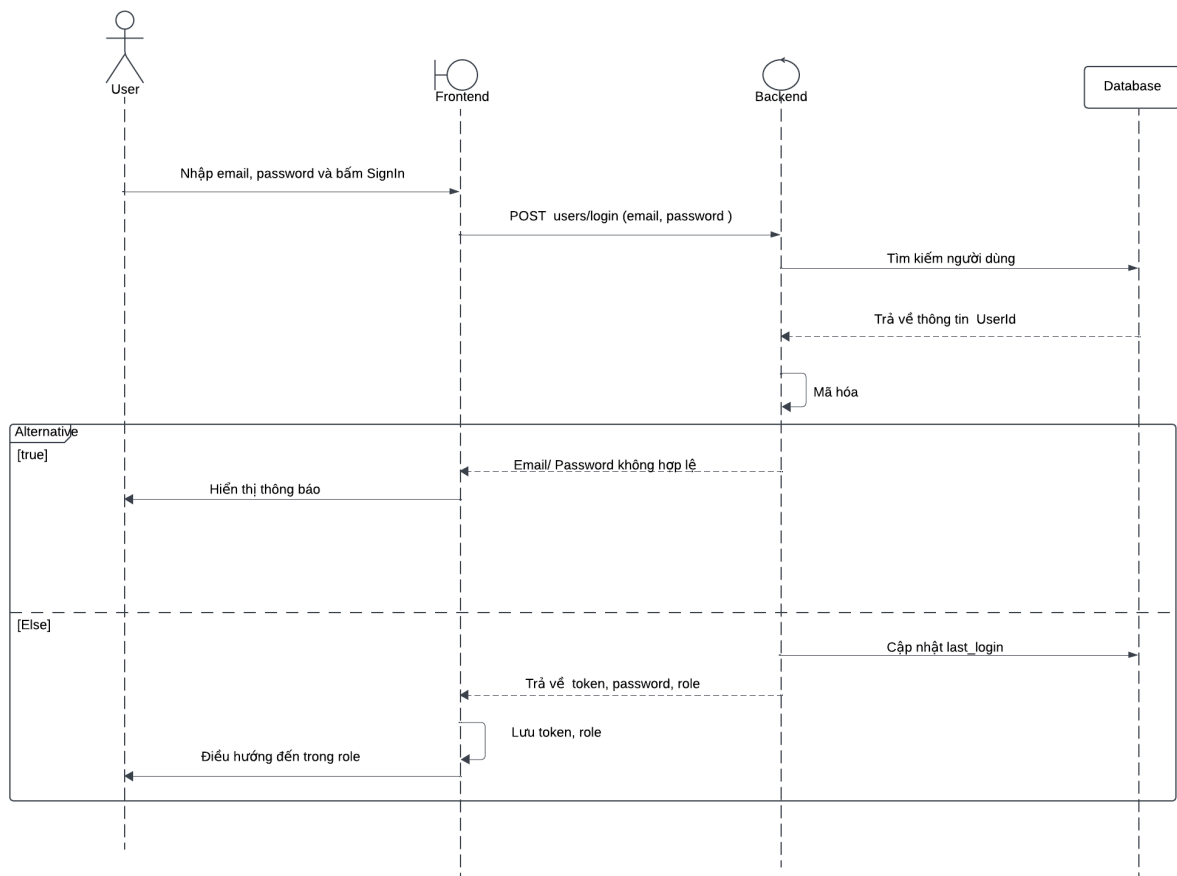 User
Frontend
Backend
Database
Nhập email, password và bấm SignIn
POST users/login (email, password )
Tìm kiếm người dùng
Trả về thông tin UserId
Mã hóa
Alternative
[true]
Email/ Password không hợp lệ
Hiển thị thông báo
[Else]
Cập nhật last_login
Trả về token, password, role
Lưu token, role
Điều hướng đến trong role